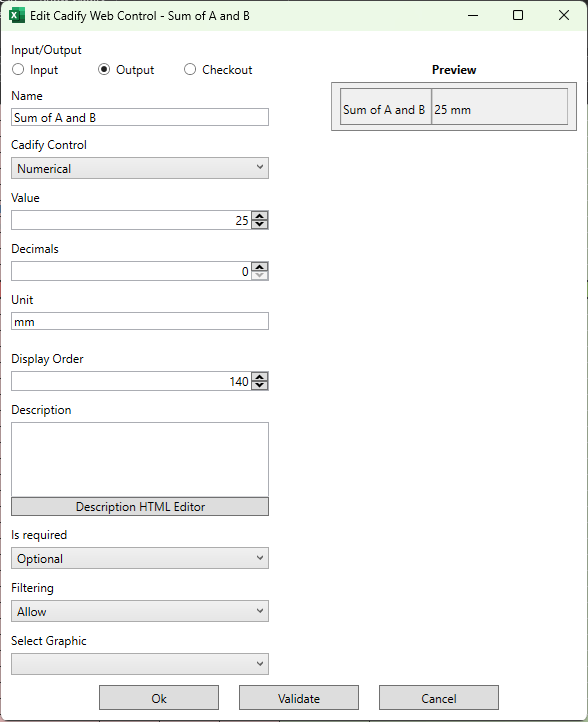 Edit Cadify Web Control - Sum of A and B
Input/Output
Input Output Checkout
Preview
Sum of A and B 25 mm
Name
Sum of A and B
Cadify Control
Numerical
Value
25
Decimals
0
Unit
mm
Display Order
140
Description
Description HTML Editor
Is required
Optional
Filtering
Allow
Select Graphic
Ok Validate Cancel